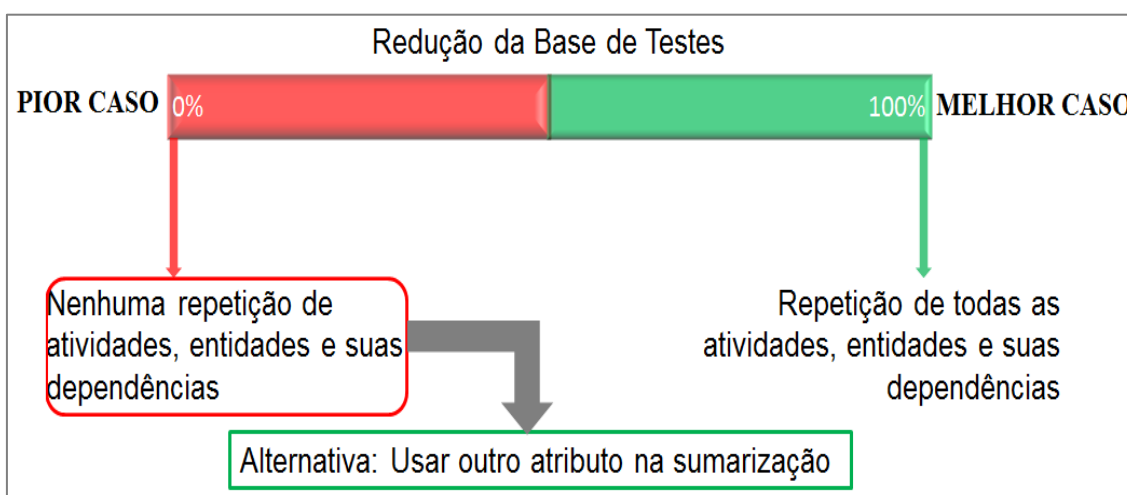 Redução da Base de Testes
PIOR CASO 0% 100% MELHOR CASO
Nenhuma repetição de
atividades, entidades e suas
dependências
Repetição de todas as
atividades, entidades e suas
dependências
Alternativa: Usar outro atributo na sumarização